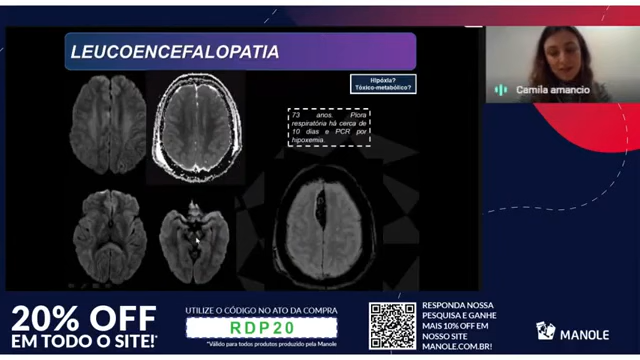 LEUCOENCEFALOPATIA
Hipóxia?
Tóxico-metabólico?
73 anos. Piora
respiratória há cerca de
10 dias e PCR por
hipoxemia.
Camila amancio
20% OFF
EM TODO O SITE!*
UTILIZE O CÓDIGO NO ATO DA COMPRA
RDP20
*Válido para todos produtos produzido pela Manole
RESPONDA NOSSA
PESQUISA E GANHE
MAIS 10% OFF EM
NOSSO SITE
MANOLE.COM.BR!
MANOLE